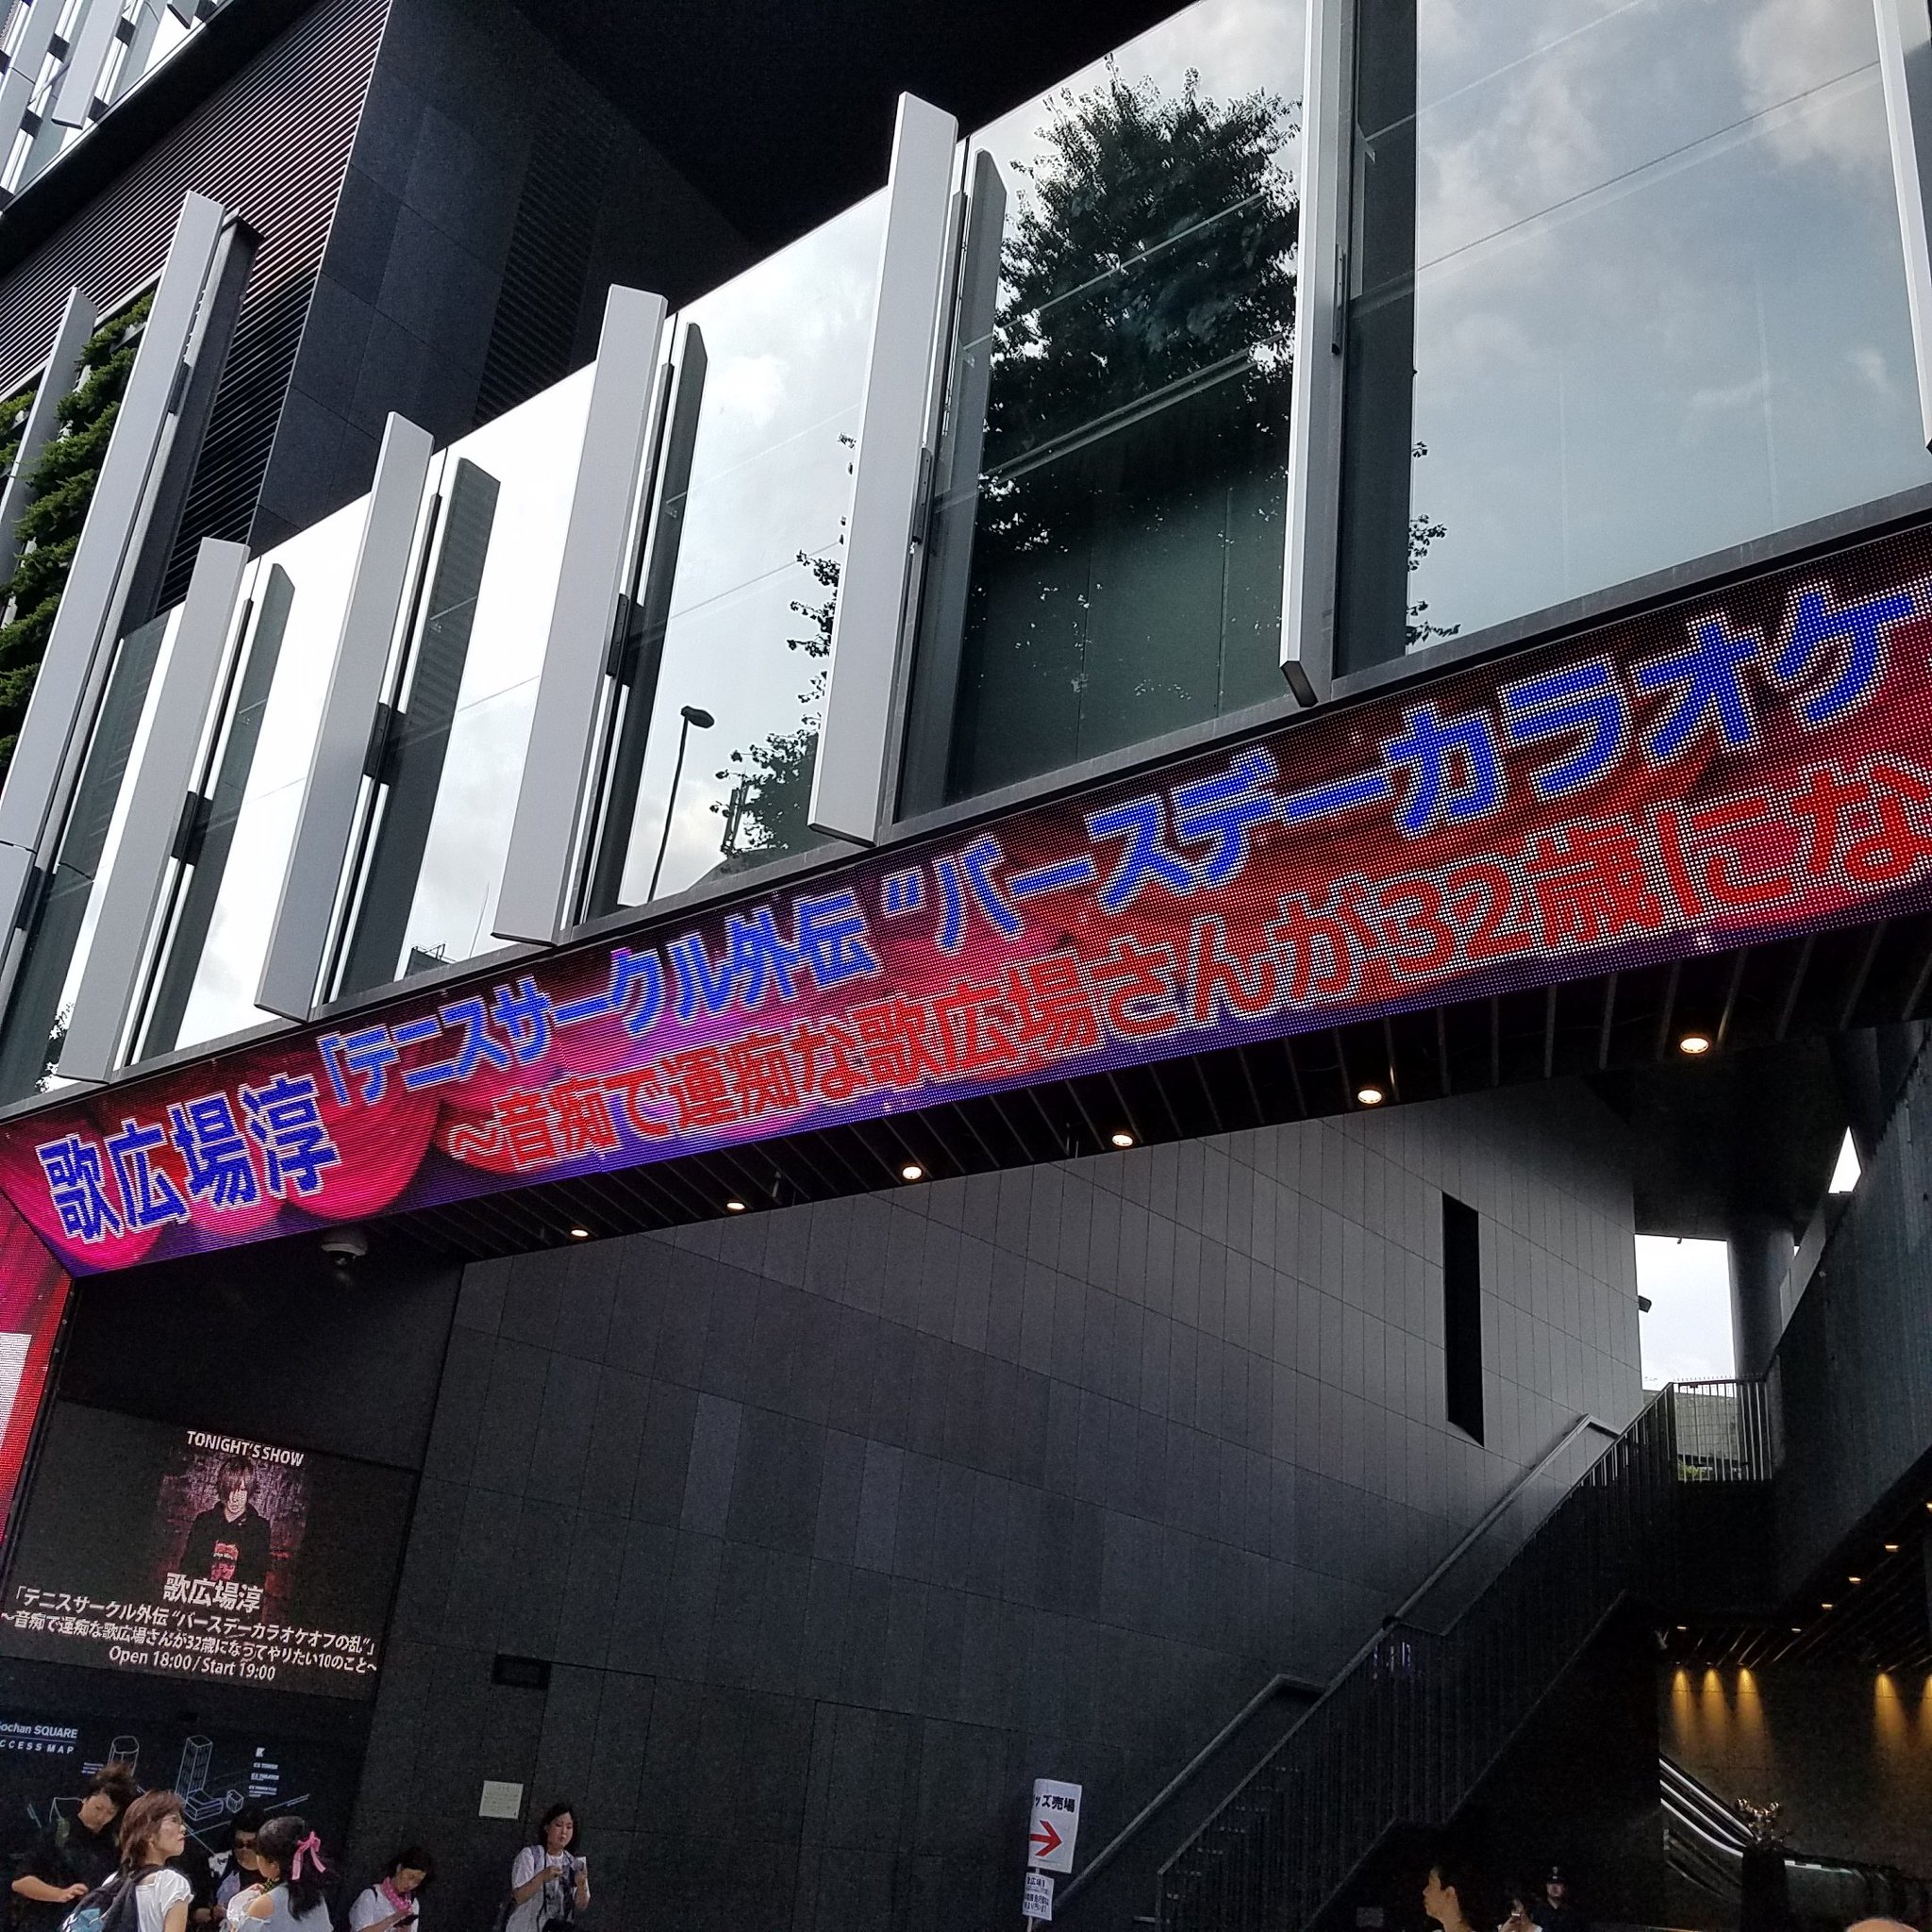 歌広場淳「テニスサークル外伝 “バースデーカラオケ
～音痴で運痴な歌広場さんが32歳にな
TONIGHT'S SHOW
歌広場淳
「テニスサークル外伝 “バースデーカラオケオフの乱”」
～音痴で運痴な歌広場さんが32歳になってやりたい10のこと～
Open 18:00 / Start 19:00
ochan SQUARE
CCESS MAP
ッズ売場